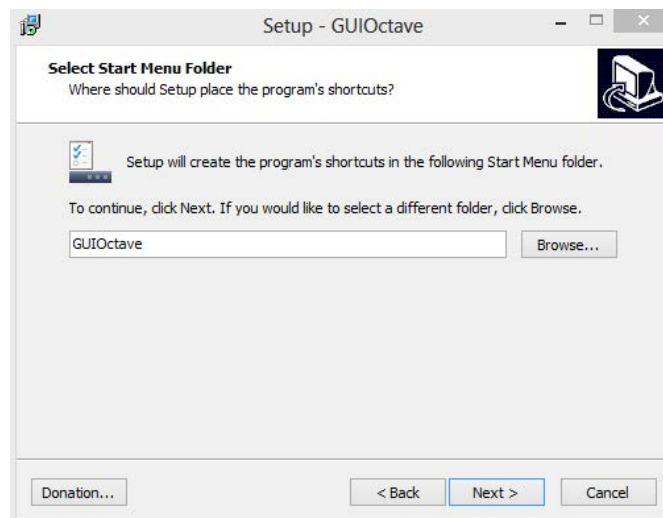 Setup - GUIOctave
Select Start Menu Folder
Where should Setup place the program's shortcuts?
Setup will create the program's shortcuts in the following Start Menu folder.
To continue, click Next. If you would like to select a different folder, click Browse.
GUIOctave
Browse...
Donation...
< Back
Next >
Cancel